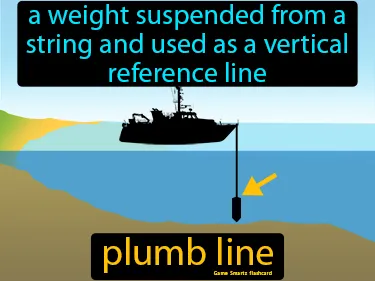 a weight suspended from a
string and used as a vertical
reference line
plumb line
Game Smartz flashcard